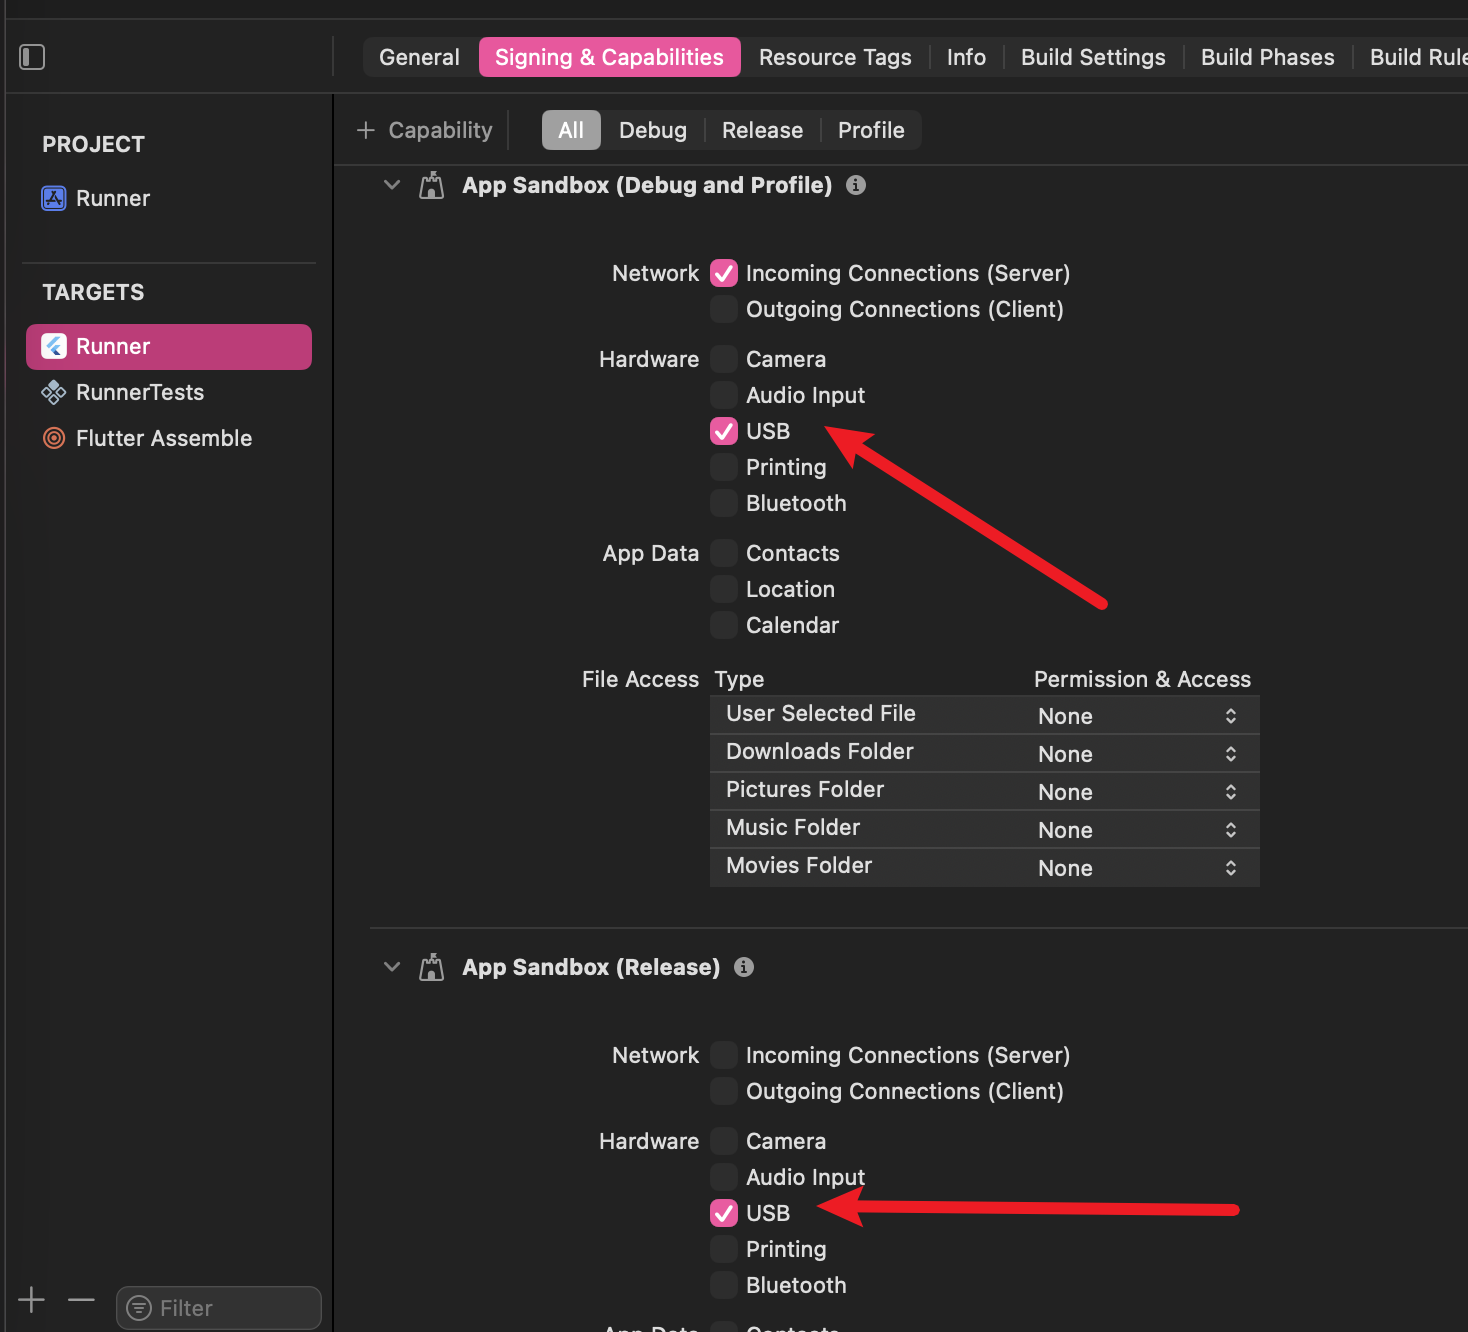 General Signing & Capabilities Resource Tags Info Build Settings Build Phases Build Rule
PROJECT
Runner
TARGETS
Runner
RunnerTests
Flutter Assemble
Filter
+ Capability All Debug Release Profile
App Sandbox (Debug and Profile)
Network Incoming Connections (Server)
Outgoing Connections (Client)
Hardware Camera
Audio Input
USB
Printing
Bluetooth
App Data Contacts
Location
Calendar
File Access Type Permission & Access
User Selected File None
Downloads Folder None
Pictures Folder None
Music Folder None
Movies Folder None
App Sandbox (Release)
Network Incoming Connections (Server)
Outgoing Connections (Client)
Hardware Camera
Audio Input
USB
Printing
Bluetooth
App Data Contacts